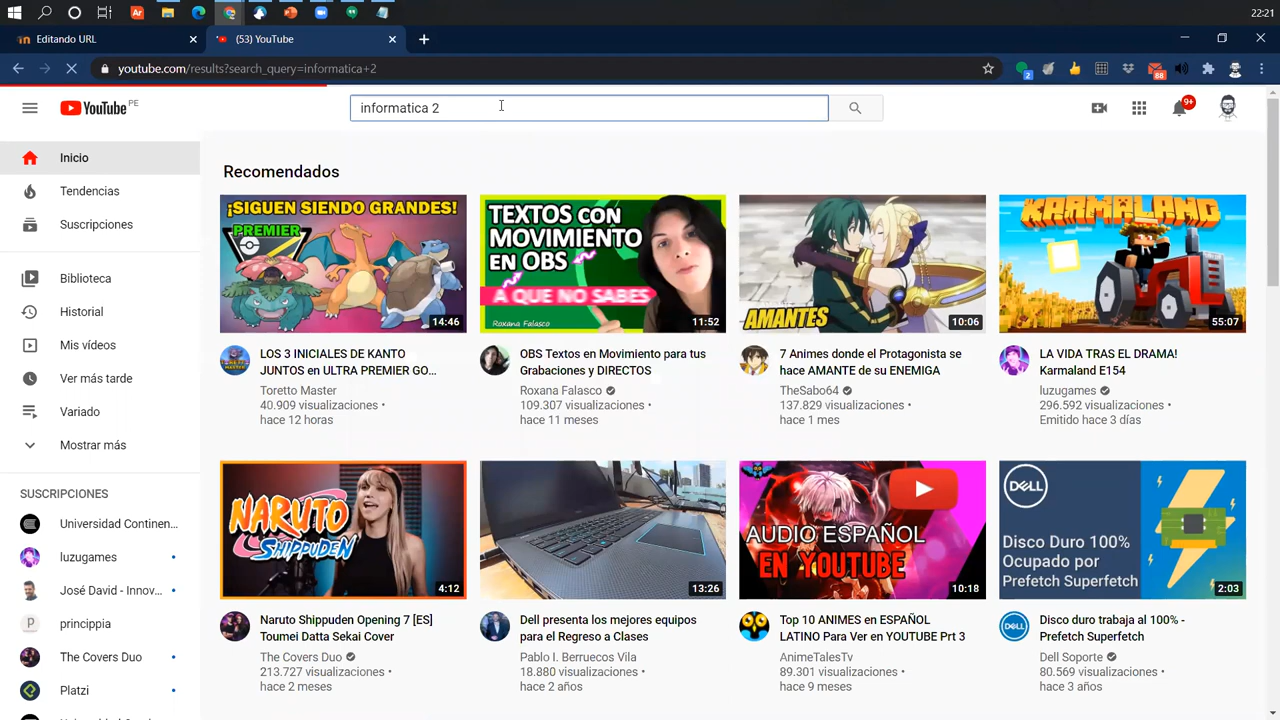 22:21
Editando URL
(53) YouTube
youtube.com/results?search_query=informatica+2
2
68
YouTube PE
informatica 2
9+
Inicio
Tendencias
Suscripciones
Biblioteca
Historial
Mis vídeos
Ver más tarde
Variado
Mostrar más
SUSCRIPCIONES
Universidad Continen...
luzugames
José David - Innov...
princippia
The Covers Duo
Platzi
Recomendados
¡SIGUEN SIENDO GRANDES!
PREMIER
14:46
LOS 3 INICIALES DE KANTO
JUNTOS en ULTRA PREMIER GO...
Toretto Master
40.909 visualizaciones •
hace 12 horas
TEXTOS CON
MOVIMIENTO
EN OBS
A QUE NO SABES
Roxana Falasco
11:52
OBS Textos en Movimiento para tus
Grabaciones y DIRECTOS
Roxana Falasco
109.307 visualizaciones •
hace 11 meses
AMANTES
10:06
7 Animes donde el Protagonista se
hace AMANTE de su ENEMIGA
TheSabo64
137.829 visualizaciones •
hace 1 mes
KARMALAND
55:07
LA VIDA TRAS EL DRAMA!
Karmaland E154
luzugames
296.592 visualizaciones •
Emitido hace 3 días
NARUTO
SHIPPUDEN
4:12
Naruto Shippuden Opening 7 [ES]
Toumei Datta Sekai Cover
The Covers Duo
213.727 visualizaciones •
hace 2 meses
13:26
Dell presenta los mejores equipos
para el Regreso a Clases
Pablo I. Berruecos Vila
18.880 visualizaciones •
hace 2 años
AUDIO ESPAÑOL
EN YOUTUBE
10:18
Top 10 ANIMES en ESPAÑOL
LATINO Para Ver en YOUTUBE Prt 3
AnimeTalesTv
89.301 visualizaciones •
hace 9 meses
DELL
Disco Duro 100%
Ocupado por
Prefetch Superfetch
2:03
Disco duro trabaja al 100% -
Prefetch Superfetch
Dell Soporte
80.569 visualizaciones •
hace 3 años